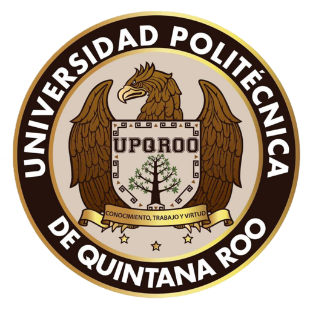 UNIVERSIDAD POLITÉCNICA
UPQROO
CONOCIMIENTO, TRABAJO Y VIRTUD
DE QUINTANA ROO